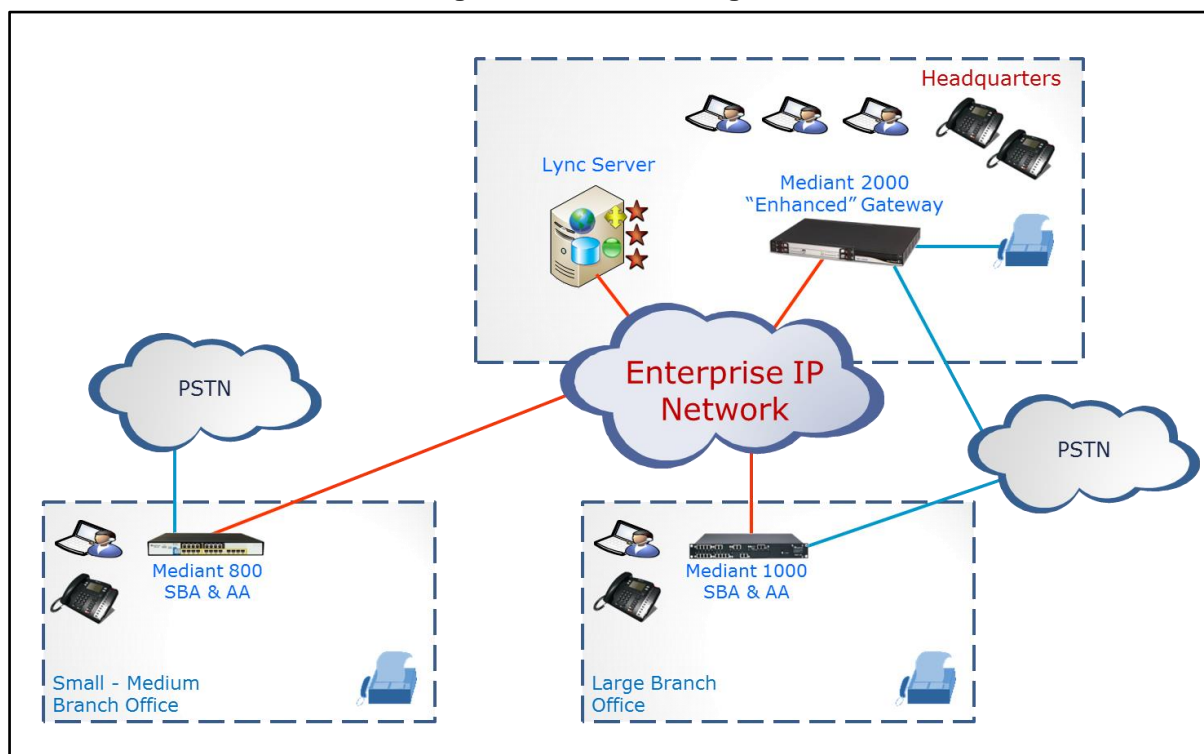 Headquarters
Lync Server
Mediant 2000
“Enhanced” Gateway
Enterprise IP
Network
PSTN
PSTN
Mediant 800
SBA & AA
Small - Medium
Branch Office
Mediant 1000
SBA & AA
Large Branch
Office